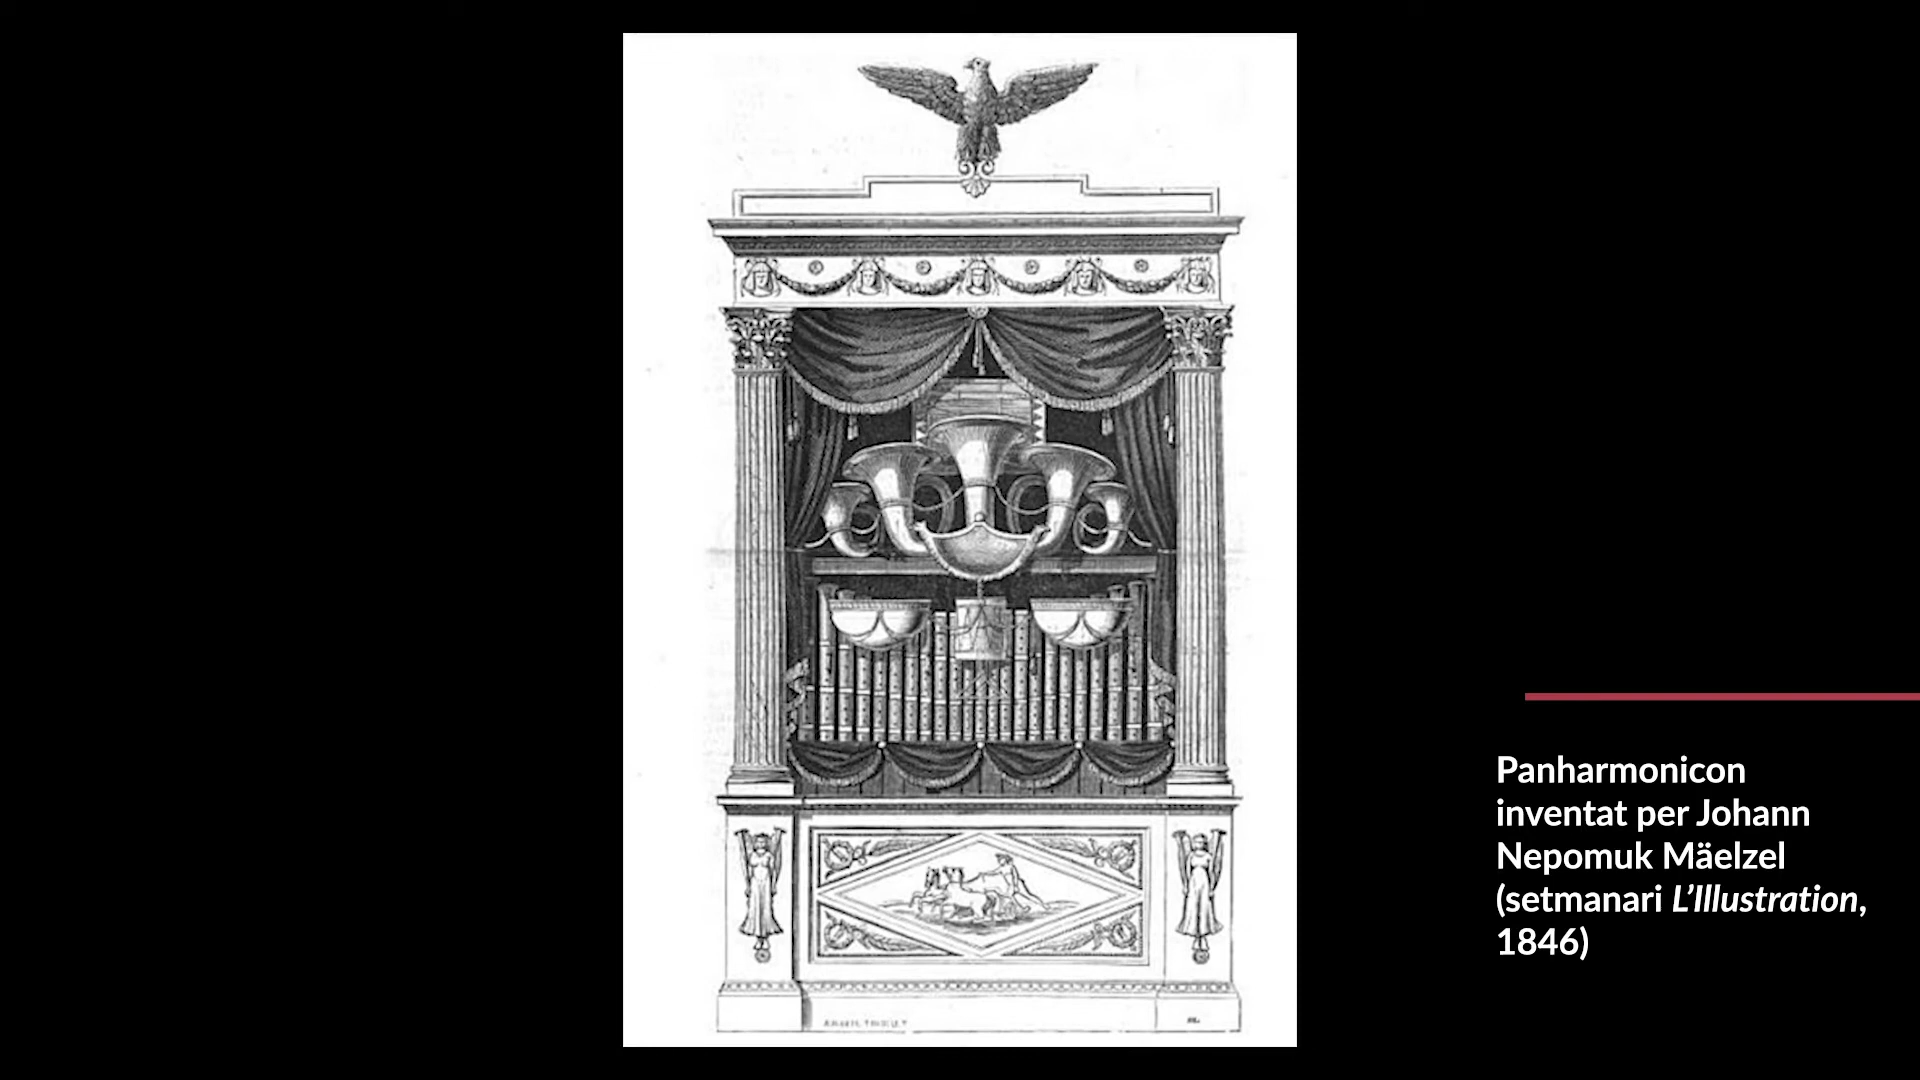 Panharmonicon
inventat per Johann
Nepomuk Mäelzel
(setmanari L’Illustration,
1846)